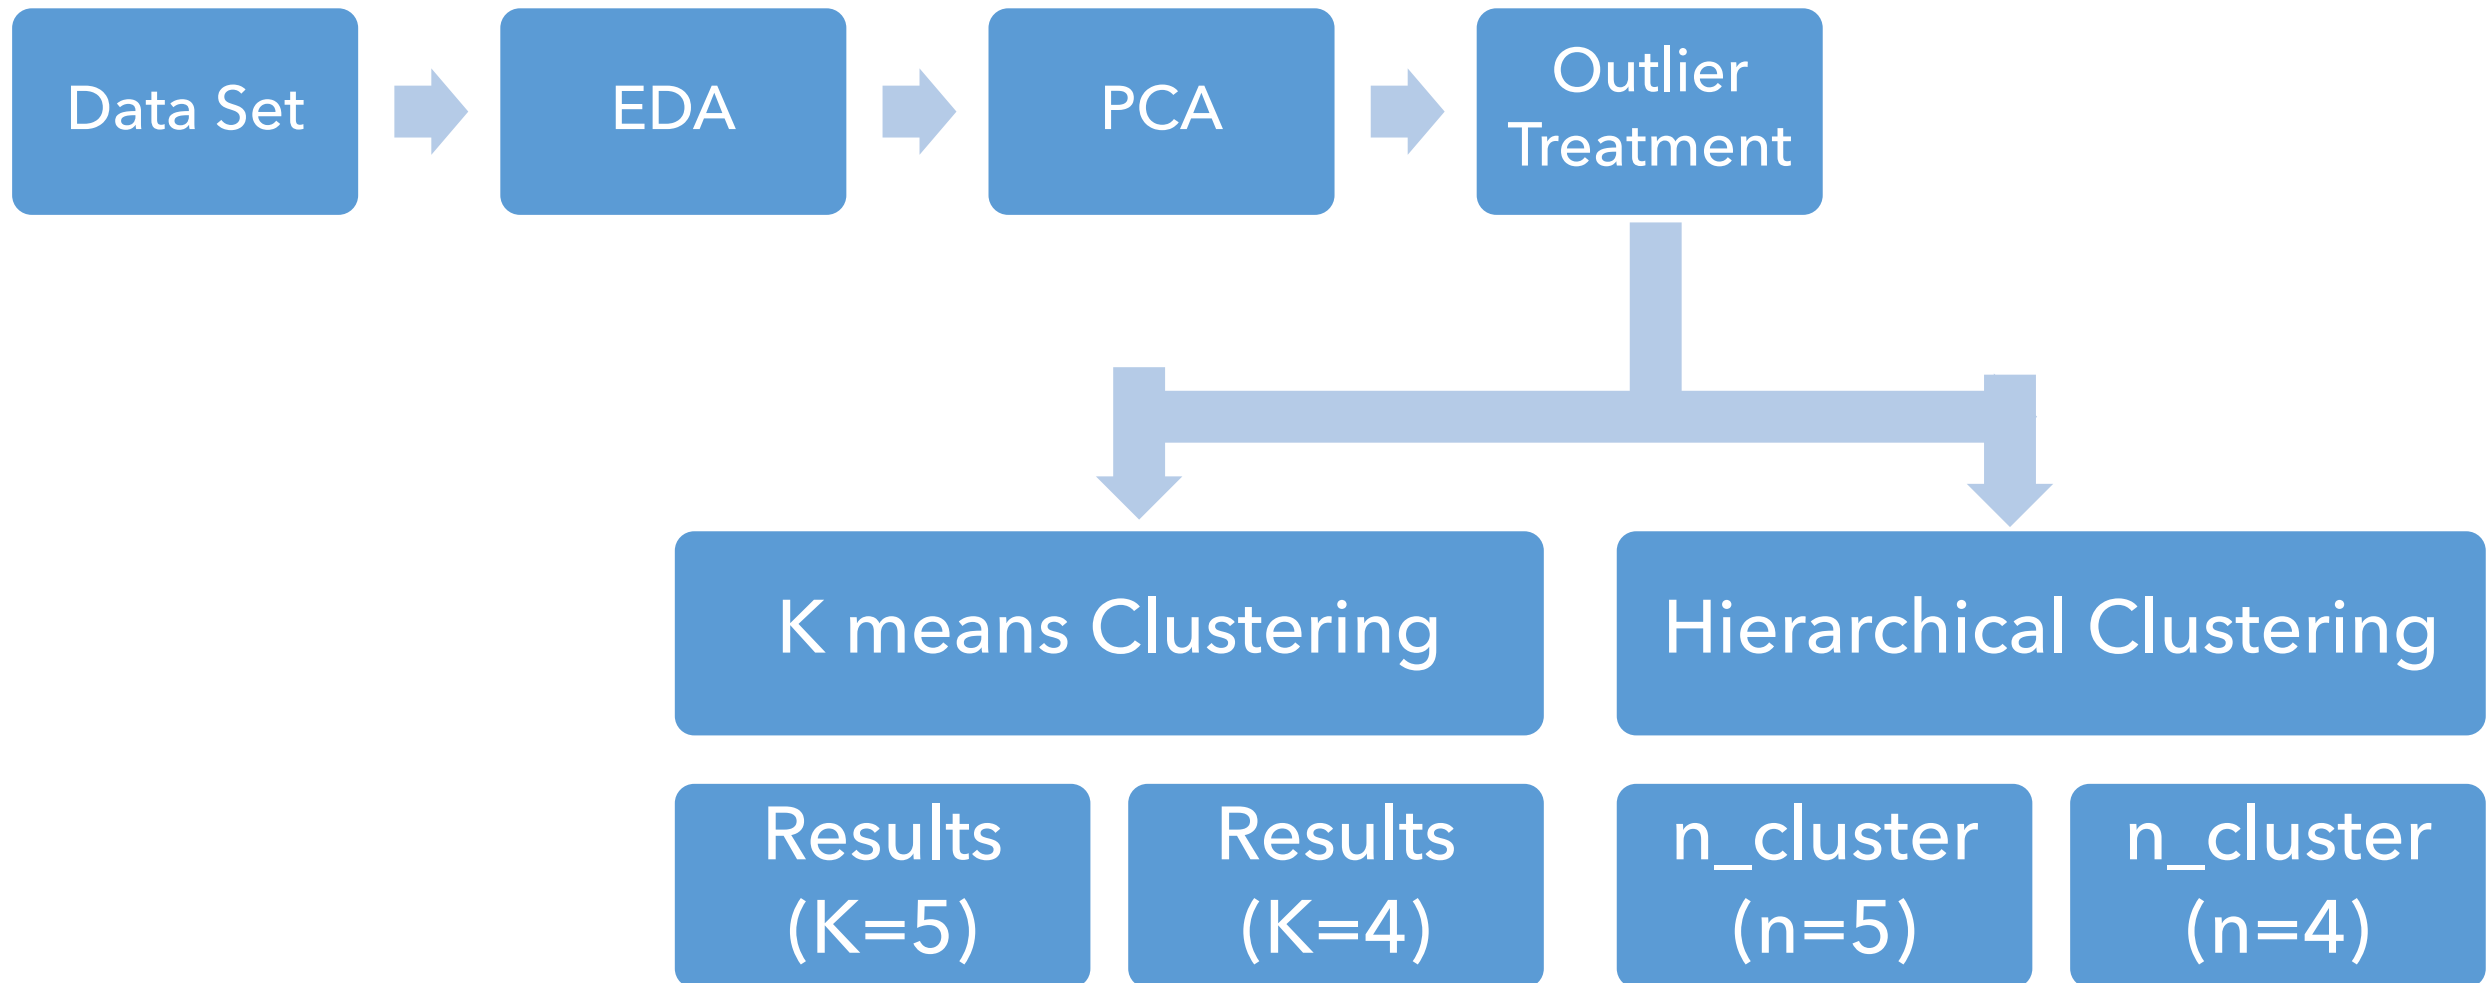 Data Set
EDA
PCA
Outlier
Treatment
K means Clustering
Hierarchical Clustering
Results
(K=5)
Results
(K=4)
n_cluster
(n=5)
n_cluster
(n=4)